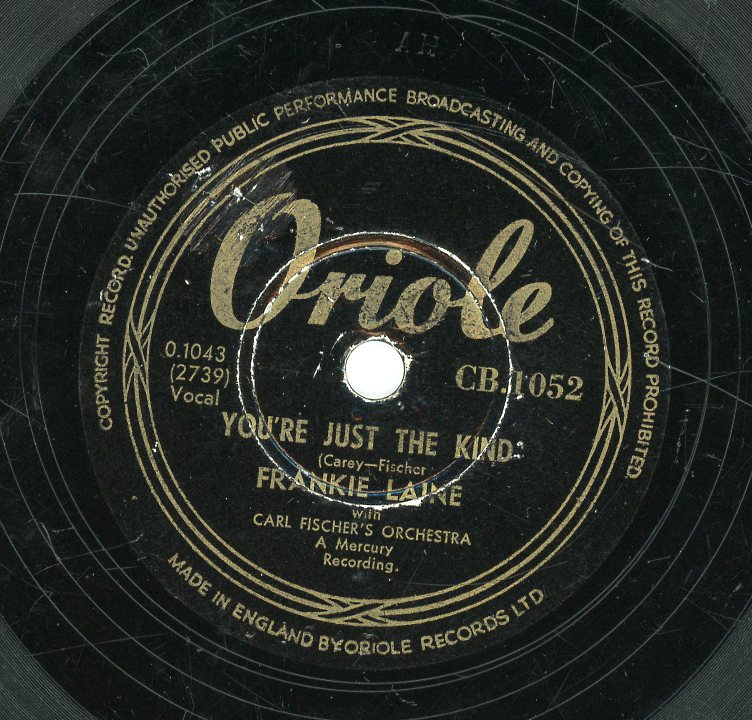 AH
COPYRIGHT RECORD. UNAUTHORISED PUBLIC PERFORMANCE BROADCASTING AND COPYING OF THIS RECORD PROHIBITED.
Oriole
O.1043
(2739)
Vocal
CB.1052
YOU'RE JUST THE KIND
(Carey—Fischer
FRANKIE LAINE
with
CARL FISCHER'S ORCHESTRA
A Mercury
Recording.
MADE IN ENGLAND BY ORIOLE RECORDS LTD